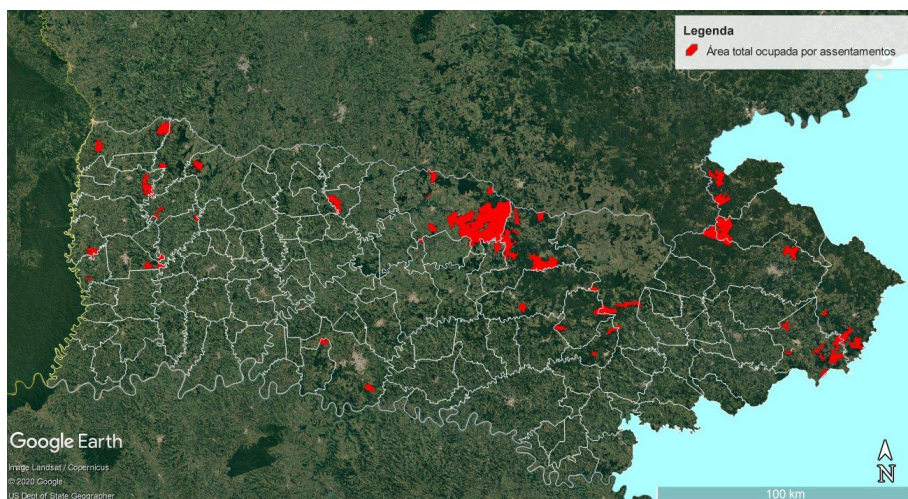 Legenda
Área total ocupada por assentamentos
Google Earth
Image Landsat / Copernicus
© 2020 Google
US Dept of State Geographer
N
100 km